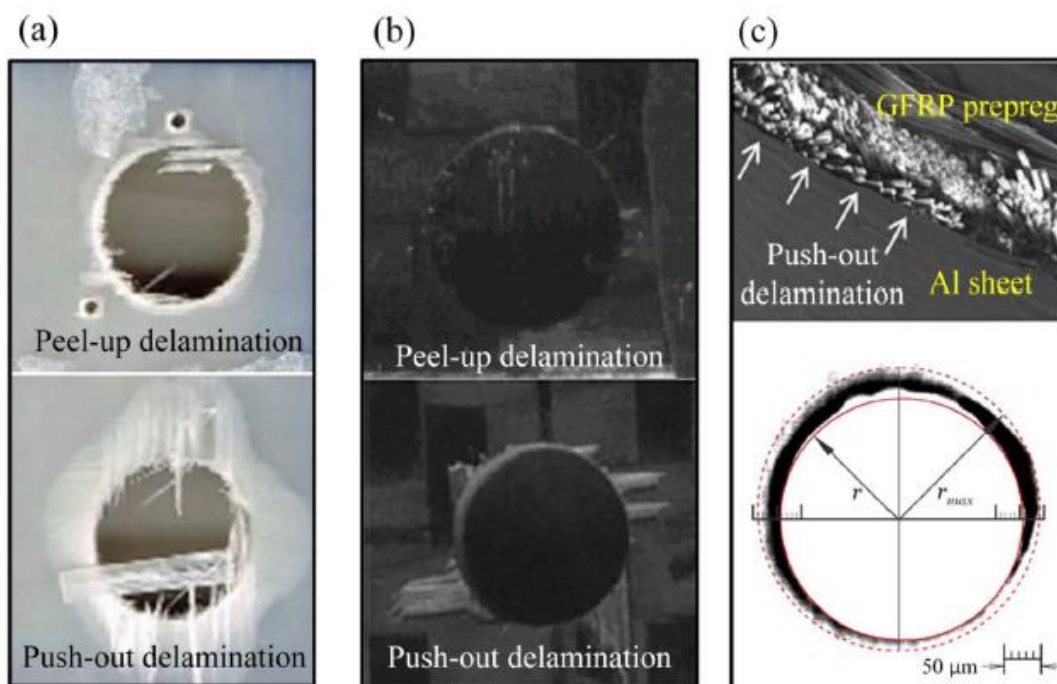 (a)
(b)
(c)
Peel-up delamination
Push-out delamination
Peel-up delamination
Push-out delamination
GFRP prepreg
Push-out
delamination
Al sheet
r
r max
50 μm